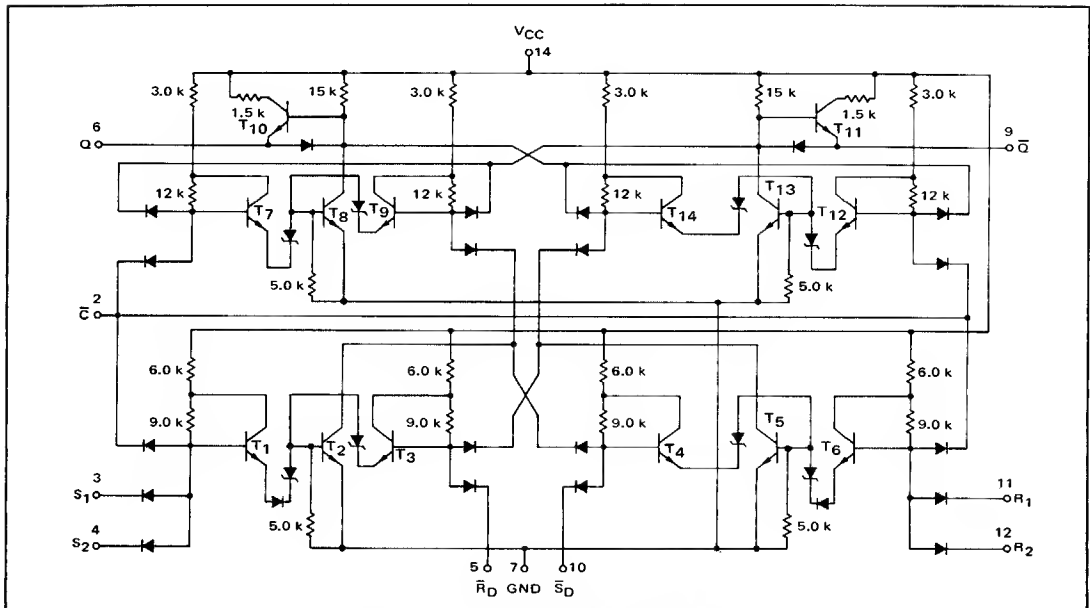 VCC
14
3.0 k
15 k
3.0 k
3.0 k
15 k
3.0 k
1.5 k
1.5 k
T10
T11
6
Q
9
Q̅
12 k
12 k
12 k
12 k
T7
T8
T9
T14
T13
T12
5.0 k
5.0 k
2
C̅
6.0 k
6.0 k
6.0 k
6.0 k
9.0 k
9.0 k
9.0 k
9.0 k
T1
T2
T3
T4
T5
T6
3
S1
11
R1
4
S2
12
R2
5.0 k
5.0 k
5 7 10
R̅D GND S̅D